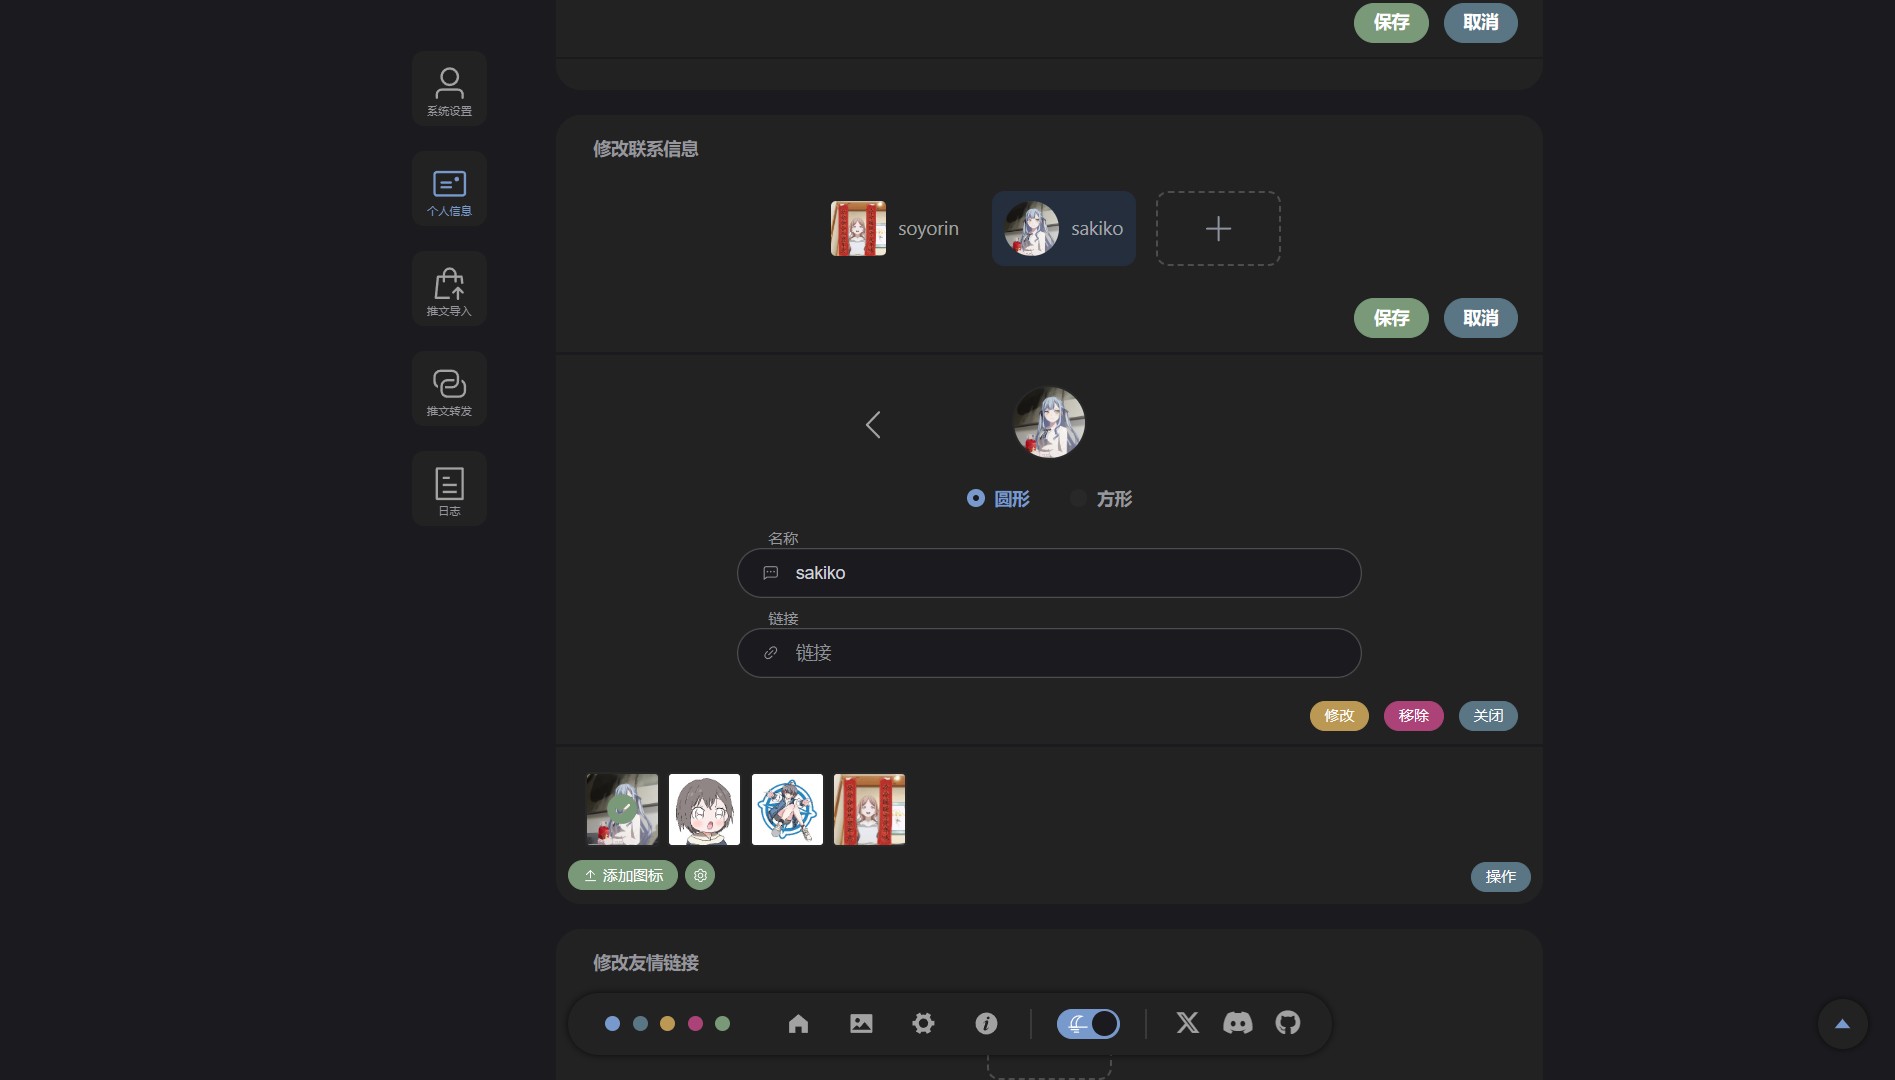 保存 取消
系统设置
个人信息
推文导入
推文转发
日志
修改联系信息
soyorin sakiko
保存 取消
圆形 方形
名称
sakiko
链接
链接
修改 移除 关闭
添加图标
操作
修改友情链接